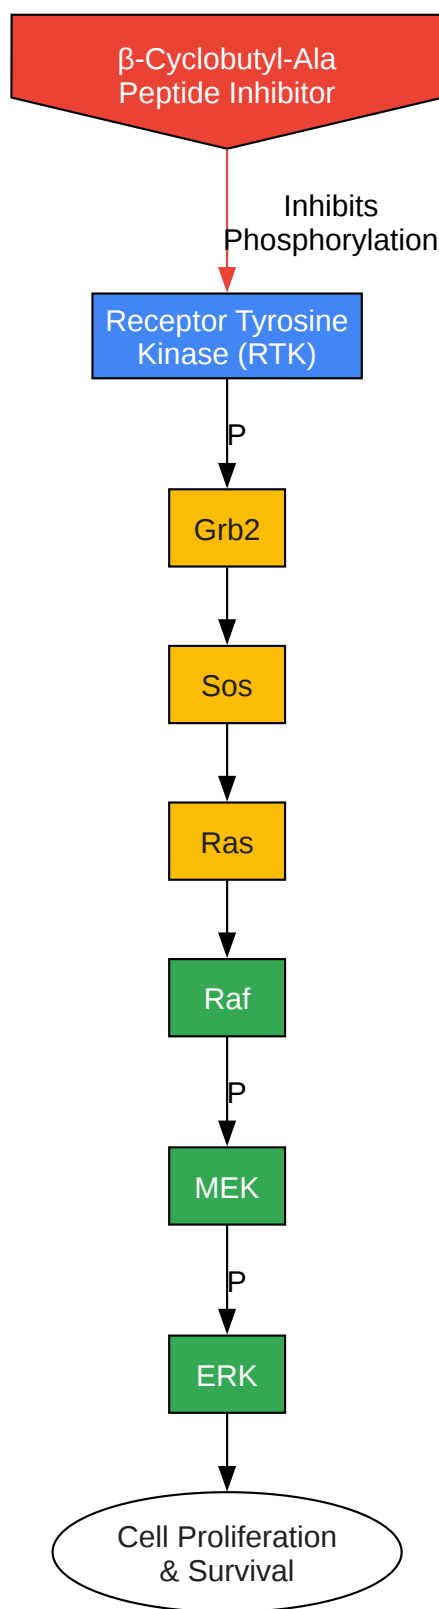 β-Cyclobutyl-Ala
Peptide Inhibitor
Inhibits
Phosphorylation
Receptor Tyrosine
Kinase (RTK)
P
Grb2
Sos
Ras
Raf
P
MEK
P
ERK
Cell Proliferation
& Survival